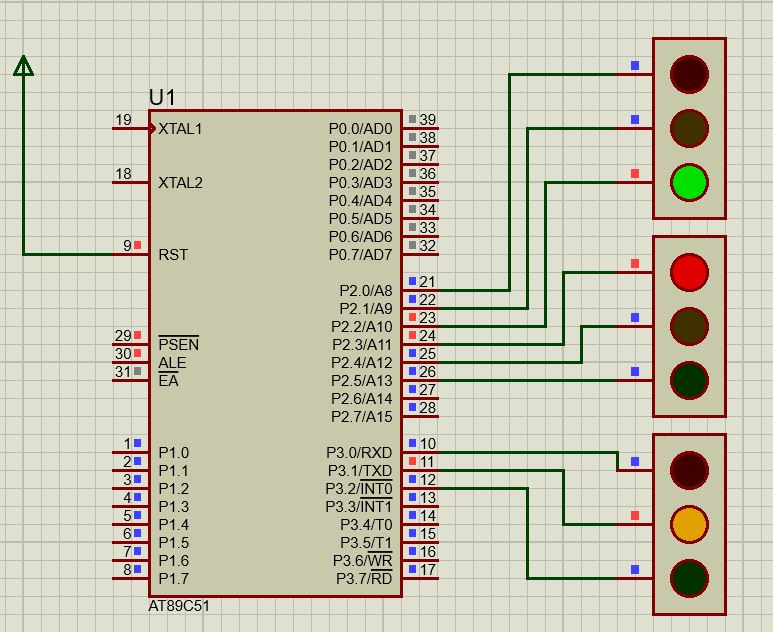 U1
19 XTAL1 P0.0/AD0 39
P0.1/AD1 38
P0.2/AD2 37
18 XTAL2 P0.3/AD3 36
P0.4/AD4 35
P0.5/AD5 34
P0.6/AD6 33
9 RST P0.7/AD7 32
P2.0/A8 21
P2.1/A9 22
P2.2/A10 23
29 PSEN P2.3/A11 24
30 ALE P2.4/A12 25
31 EA P2.5/A13 26
P2.6/A14 27
P2.7/A15 28
1 P1.0 P3.0/RXD 10
2 P1.1 P3.1/TXD 11
3 P1.2 P3.2/INT0 12
4 P1.3 P3.3/INT1 13
5 P1.4 P3.4/T0 14
6 P1.5 P3.5/T1 15
7 P1.6 P3.6/WR 16
8 P1.7 P3.7/RD 17
AT89C51